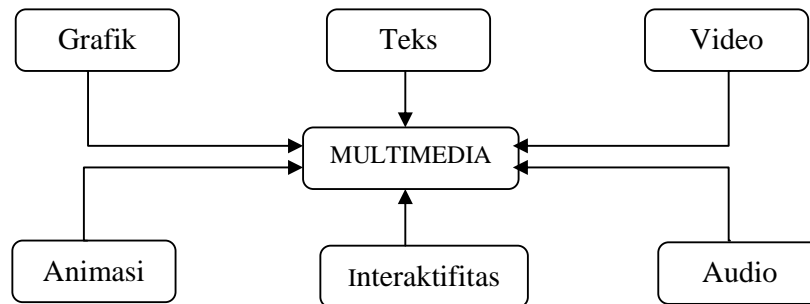 Grafik
Teks
Video
MULTIMEDIA
Animasi
Interaktifitas
Audio